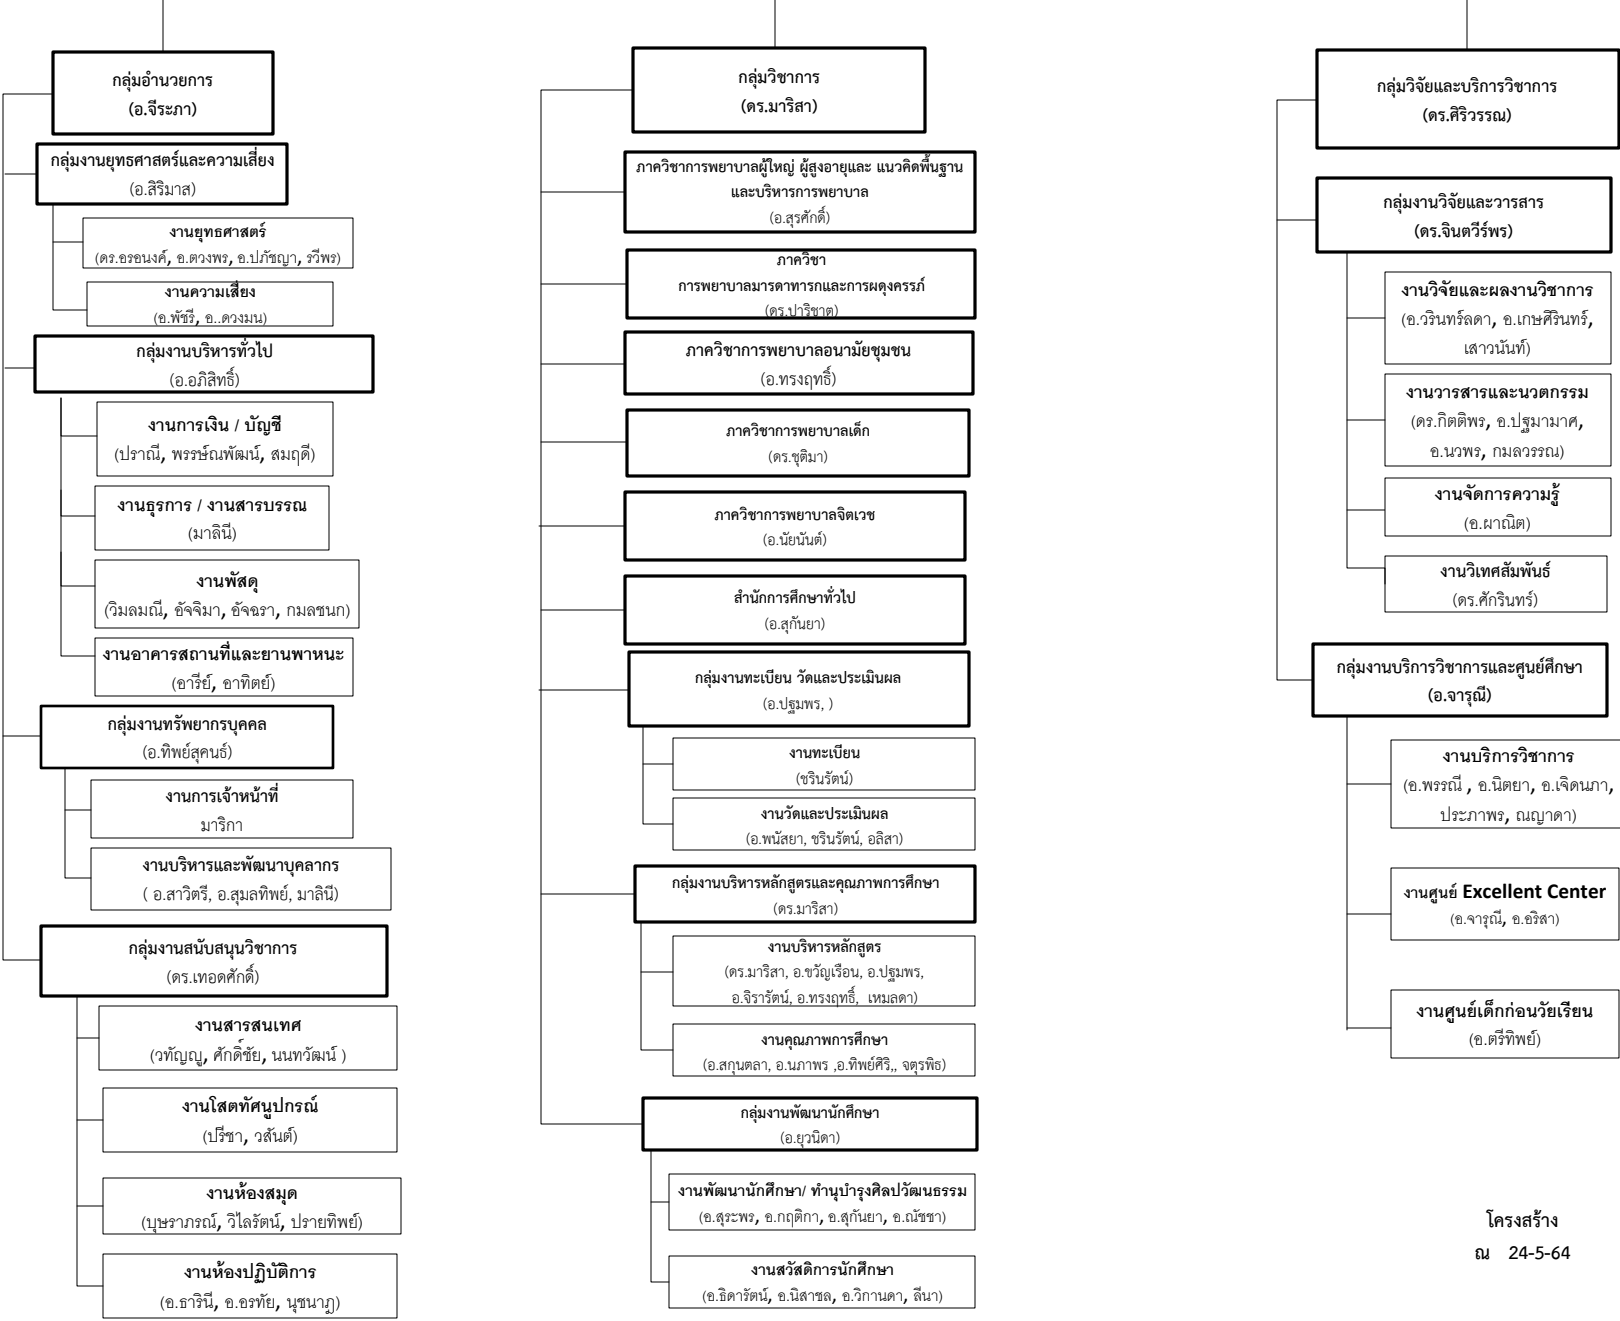 กลุ่มอำนวยการ
(อ.จีระภา)
กลุ่มงานยุทธศาสตร์และความเสี่ยง
(อ.สิริมาส)
งานยุทธศาสตร์
(ดร.อรอนงค์, อ.ตวงพร, อ.ปภัชญา, รวีพร)
งานความเสี่ยง
(อ.พัชรี, อ..ดวงมน)
กลุ่มงานบริหารทั่วไป
(อ.อภิสิทธิ์)
งานการเงิน / บัญชี
(ปราณี, พรรษ์ณพัฒน์, สมฤดี)
งานธุรการ / งานสารบรรณ
(มาลินี)
งานพัสดุ
(วิมลมณี, อัจจิมา, อัจฉรา, กมลชนก)
งานอาคารสถานที่และยานพาหนะ
(อารีย์, อาทิตย์)
กลุ่มงานทรัพยากรบุคคล
(อ.ทิพย์สุคนธ์)
งานการเจ้าหน้าที่
มาริกา
งานบริหารและพัฒนาบุคลากร
( อ.สาวิตรี, อ.สุมลทิพย์, มาลินี)
กลุ่มงานสนับสนุนวิชาการ
(ดร.เทอดศักดิ์)
งานสารสนเทศ
(วทัญญู, ศักดิ์ชัย, นนทวัฒน์ )
งานโสตทัศนูปกรณ์
(ปรีชา, วสันต์)
งานห้องสมุด
(บุษราภรณ์, วิไลรัตน์, ปรายทิพย์)
งานห้องปฏิบัติการ
(อ.ธารินี, อ.อรทัย, นุชนาฎ)
กลุ่มวิชาการ
(ดร.มาริสา)
ภาควิชาการพยาบาลผู้ใหญ่ ผู้สูงอายุและ แนวคิดพื้นฐาน
และบริหารการพยาบาล
(อ.สุรศักดิ์)
ภาควิชา
การพยาบาลมารดาทารกและการผดุงครรภ์
(ดร.ปาริชาต)
ภาควิชาการพยาบาลอนามัยชุมชน
(อ.ทรงฤทธิ์)
ภาควิชาการพยาบาลเด็ก
(ดร.ชุติมา)
ภาควิชาการพยาบาลจิตเวช
(อ.นัยนันต์)
สำนักการศึกษาทั่วไป
(อ.สุกันยา)
กลุ่มงานทะเบียน วัดและประเมินผล
(อ.ปฐมพร, )
งานทะเบียน
(ชรินรัตน์)
งานวัดและประเมินผล
(อ.พนัสยา, ชรินรัตน์, อลิสา)
กลุ่มงานบริหารหลักสูตรและคุณภาพการศึกษา
(ดร.มาริสา)
งานบริหารหลักสูตร
(ดร.มาริสา, อ.ขวัญเรือน, อ.ปฐมพร,
อ.จิรารัตน์, อ.ทรงฤทธิ์, เหมลดา)
งานคุณภาพการศึกษา
(อ.สกุนตลา, อ.นภาพร ,อ.ทิพย์ศิริ,, จตุรพิธ)
กลุ่มงานพัฒนานักศึกษา
(อ.ยุวนิดา)
งานพัฒนานักศึกษา/ ทำนุบำรุงศิลปวัฒนธรรม
(อ.สุระพร, อ.กฤติกา, อ.สุกันยา, อ.ณัชชา)
งานสวัสดิการนักศึกษา
(อ.ธิดารัตน์, อ.นิสาชล, อ.วิกานดา, ลีนา)
กลุ่มวิจัยและบริการวิชาการ
(ดร.ศิริวรรณ)
กลุ่มงานวิจัยและวารสาร
(ดร.จินตวีร์พร)
งานวิจัยและผลงานวิชาการ
(อ.วรินทร์ลดา, อ.เกษศิรินทร์,
เสาวนันท์)
งานวารสารและนวตกรรม
(ดร.กิตติพร, อ.ปฐมามาศ,
อ.นวพร, กมลวรรณ)
งานจัดการความรู้
(อ.ผาณิต)
งานวิเทศสัมพันธ์
(ดร.ศักรินทร์)
กลุ่มงานบริการวิชาการและศูนย์ศึกษา
(อ.จารุณี)
งานบริการวิชาการ
(อ.พรรณี , อ.นิตยา, อ.เจิดนภา,
ประภาพร, ณญาดา)
งานศูนย์ Excellent Center
(อ.จารุณี, อ.อริสา)
งานศูนย์เด็กก่อนวัยเรียน
(อ.ตรีทิพย์)
โครงสร้าง
ณ 24-5-64